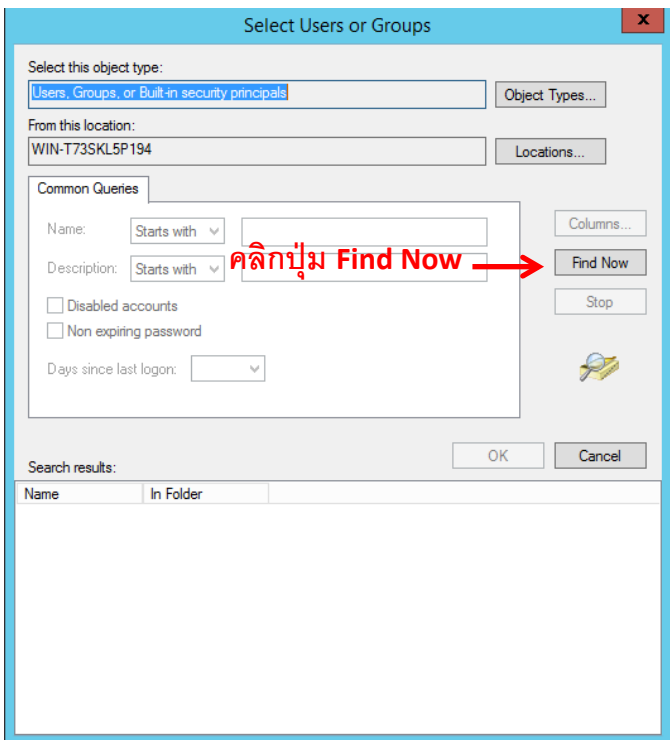 Select Users or Groups
x
Select this object type:
Users, Groups, or Built-in security principals
Object Types...
From this location:
WIN-T73SKL5P194
Locations...
Common Queries
Name:
Starts with
Columns...
Description:
Starts with
คลิกปุ่ม Find Now
Find Now
Disabled accounts
Stop
Non expiring password
Days since last logon:
OK
Cancel
Search results:
Name
In Folder